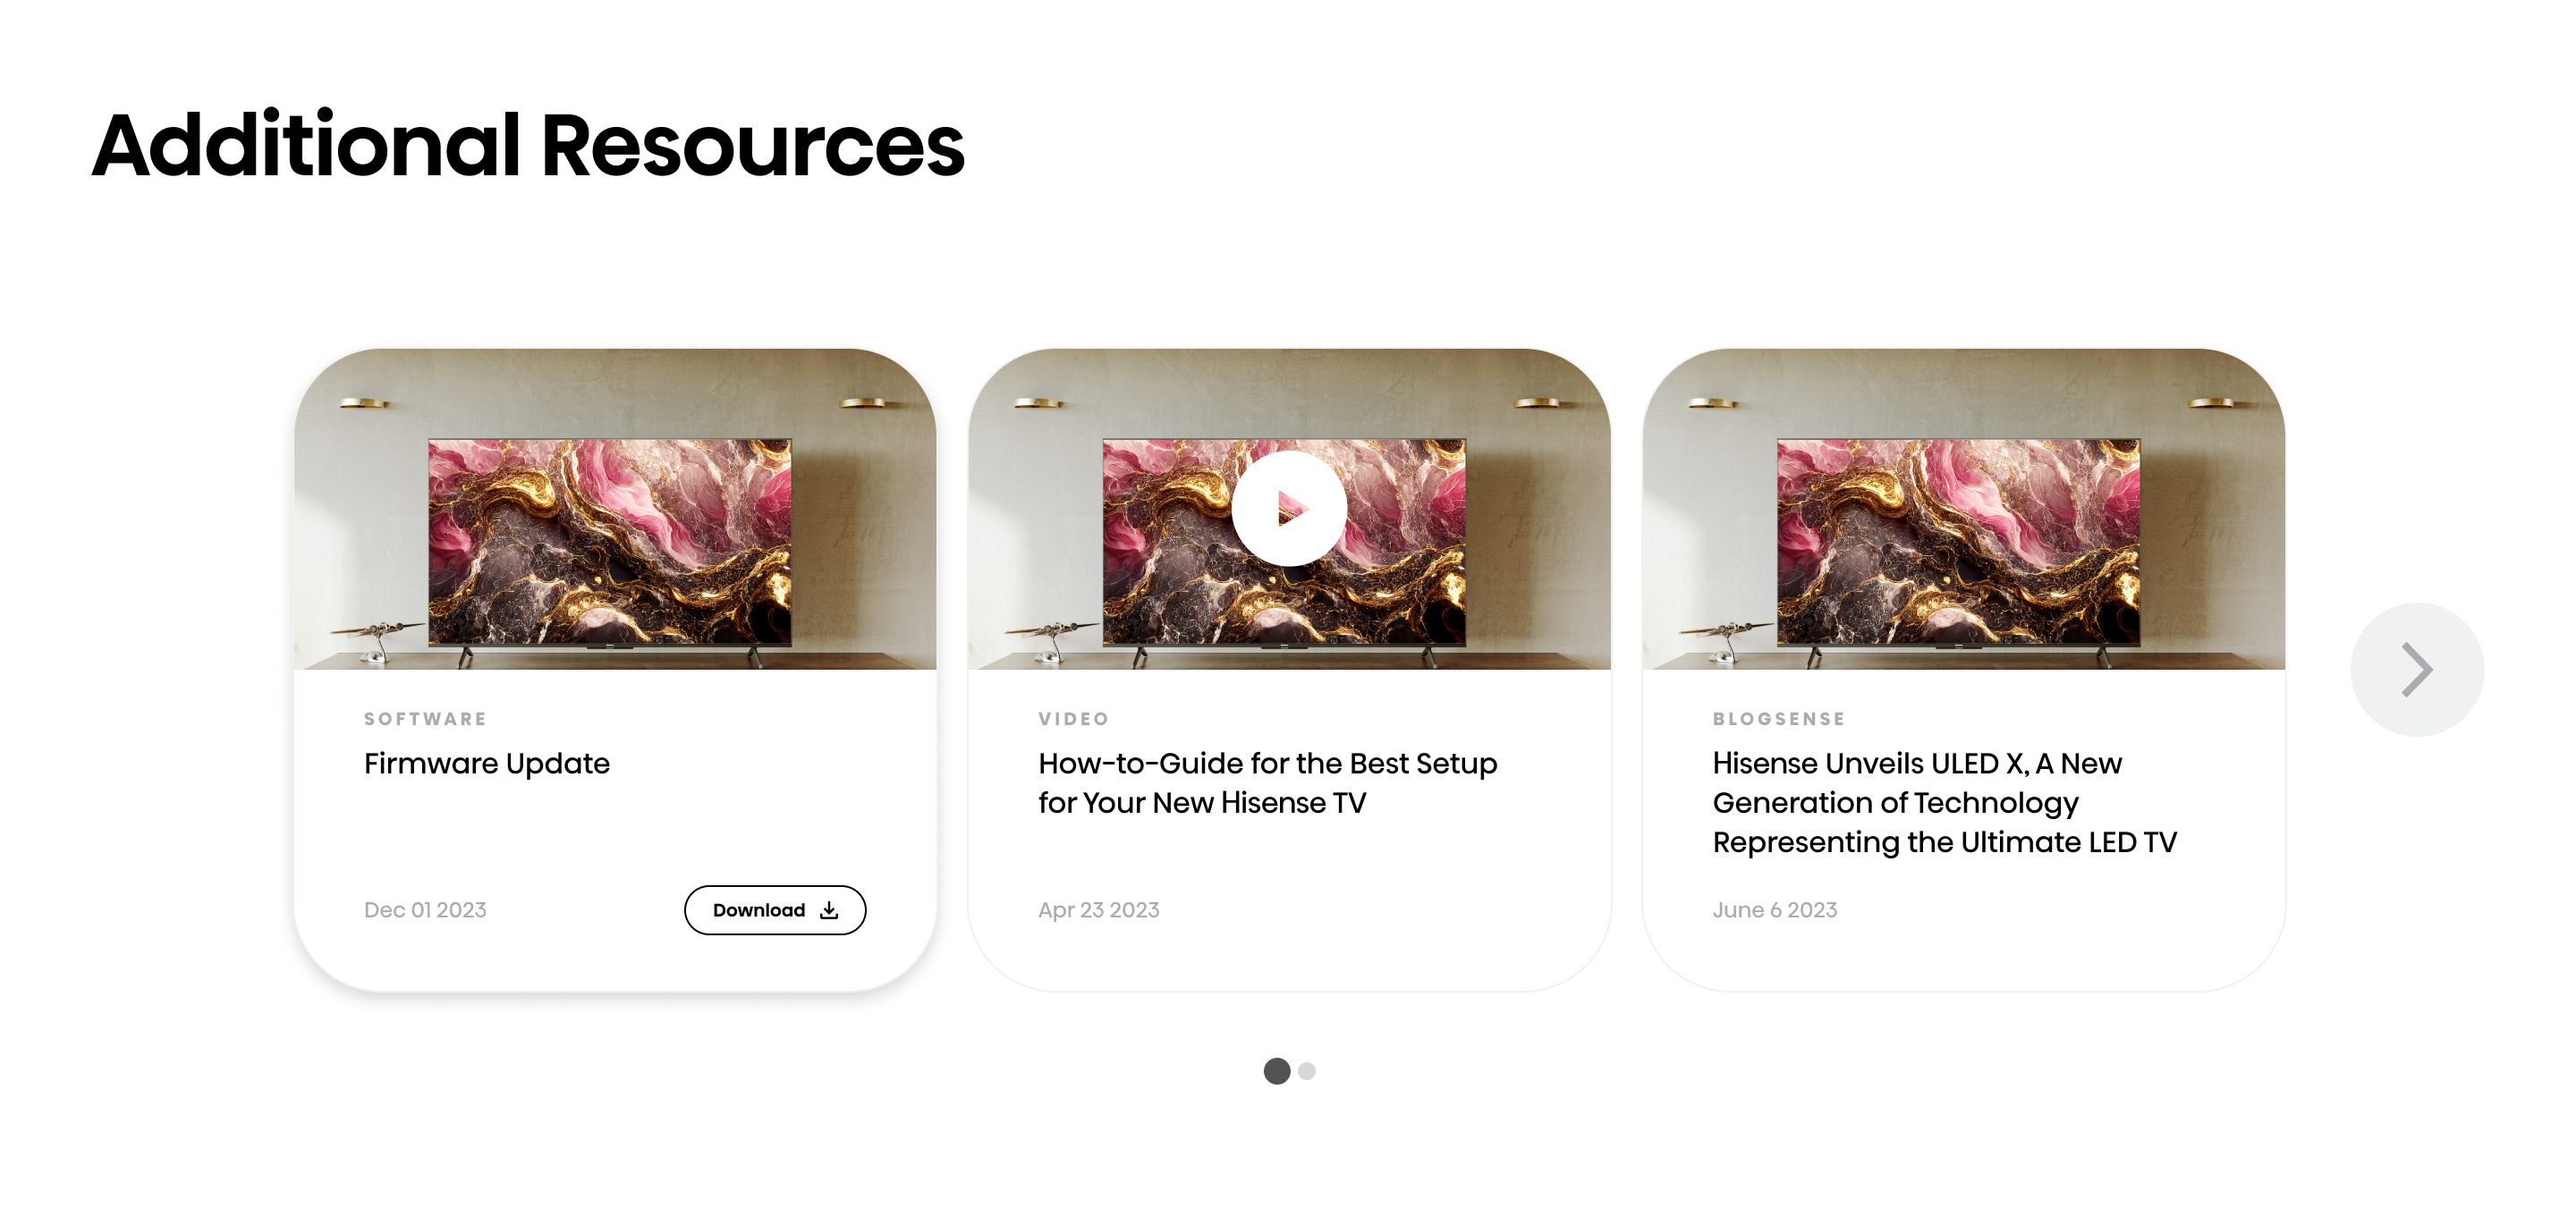 Additional Resources
SOFTWARE
Firmware Update
Dec 01 2023
Download
VIDEO
How-to-Guide for the Best Setup
for Your New Hisense TV
Apr 23 2023
BLOGSENSE
Hisense Unveils ULED X, A New
Generation of Technology
Representing the Ultimate LED TV
June 6 2023